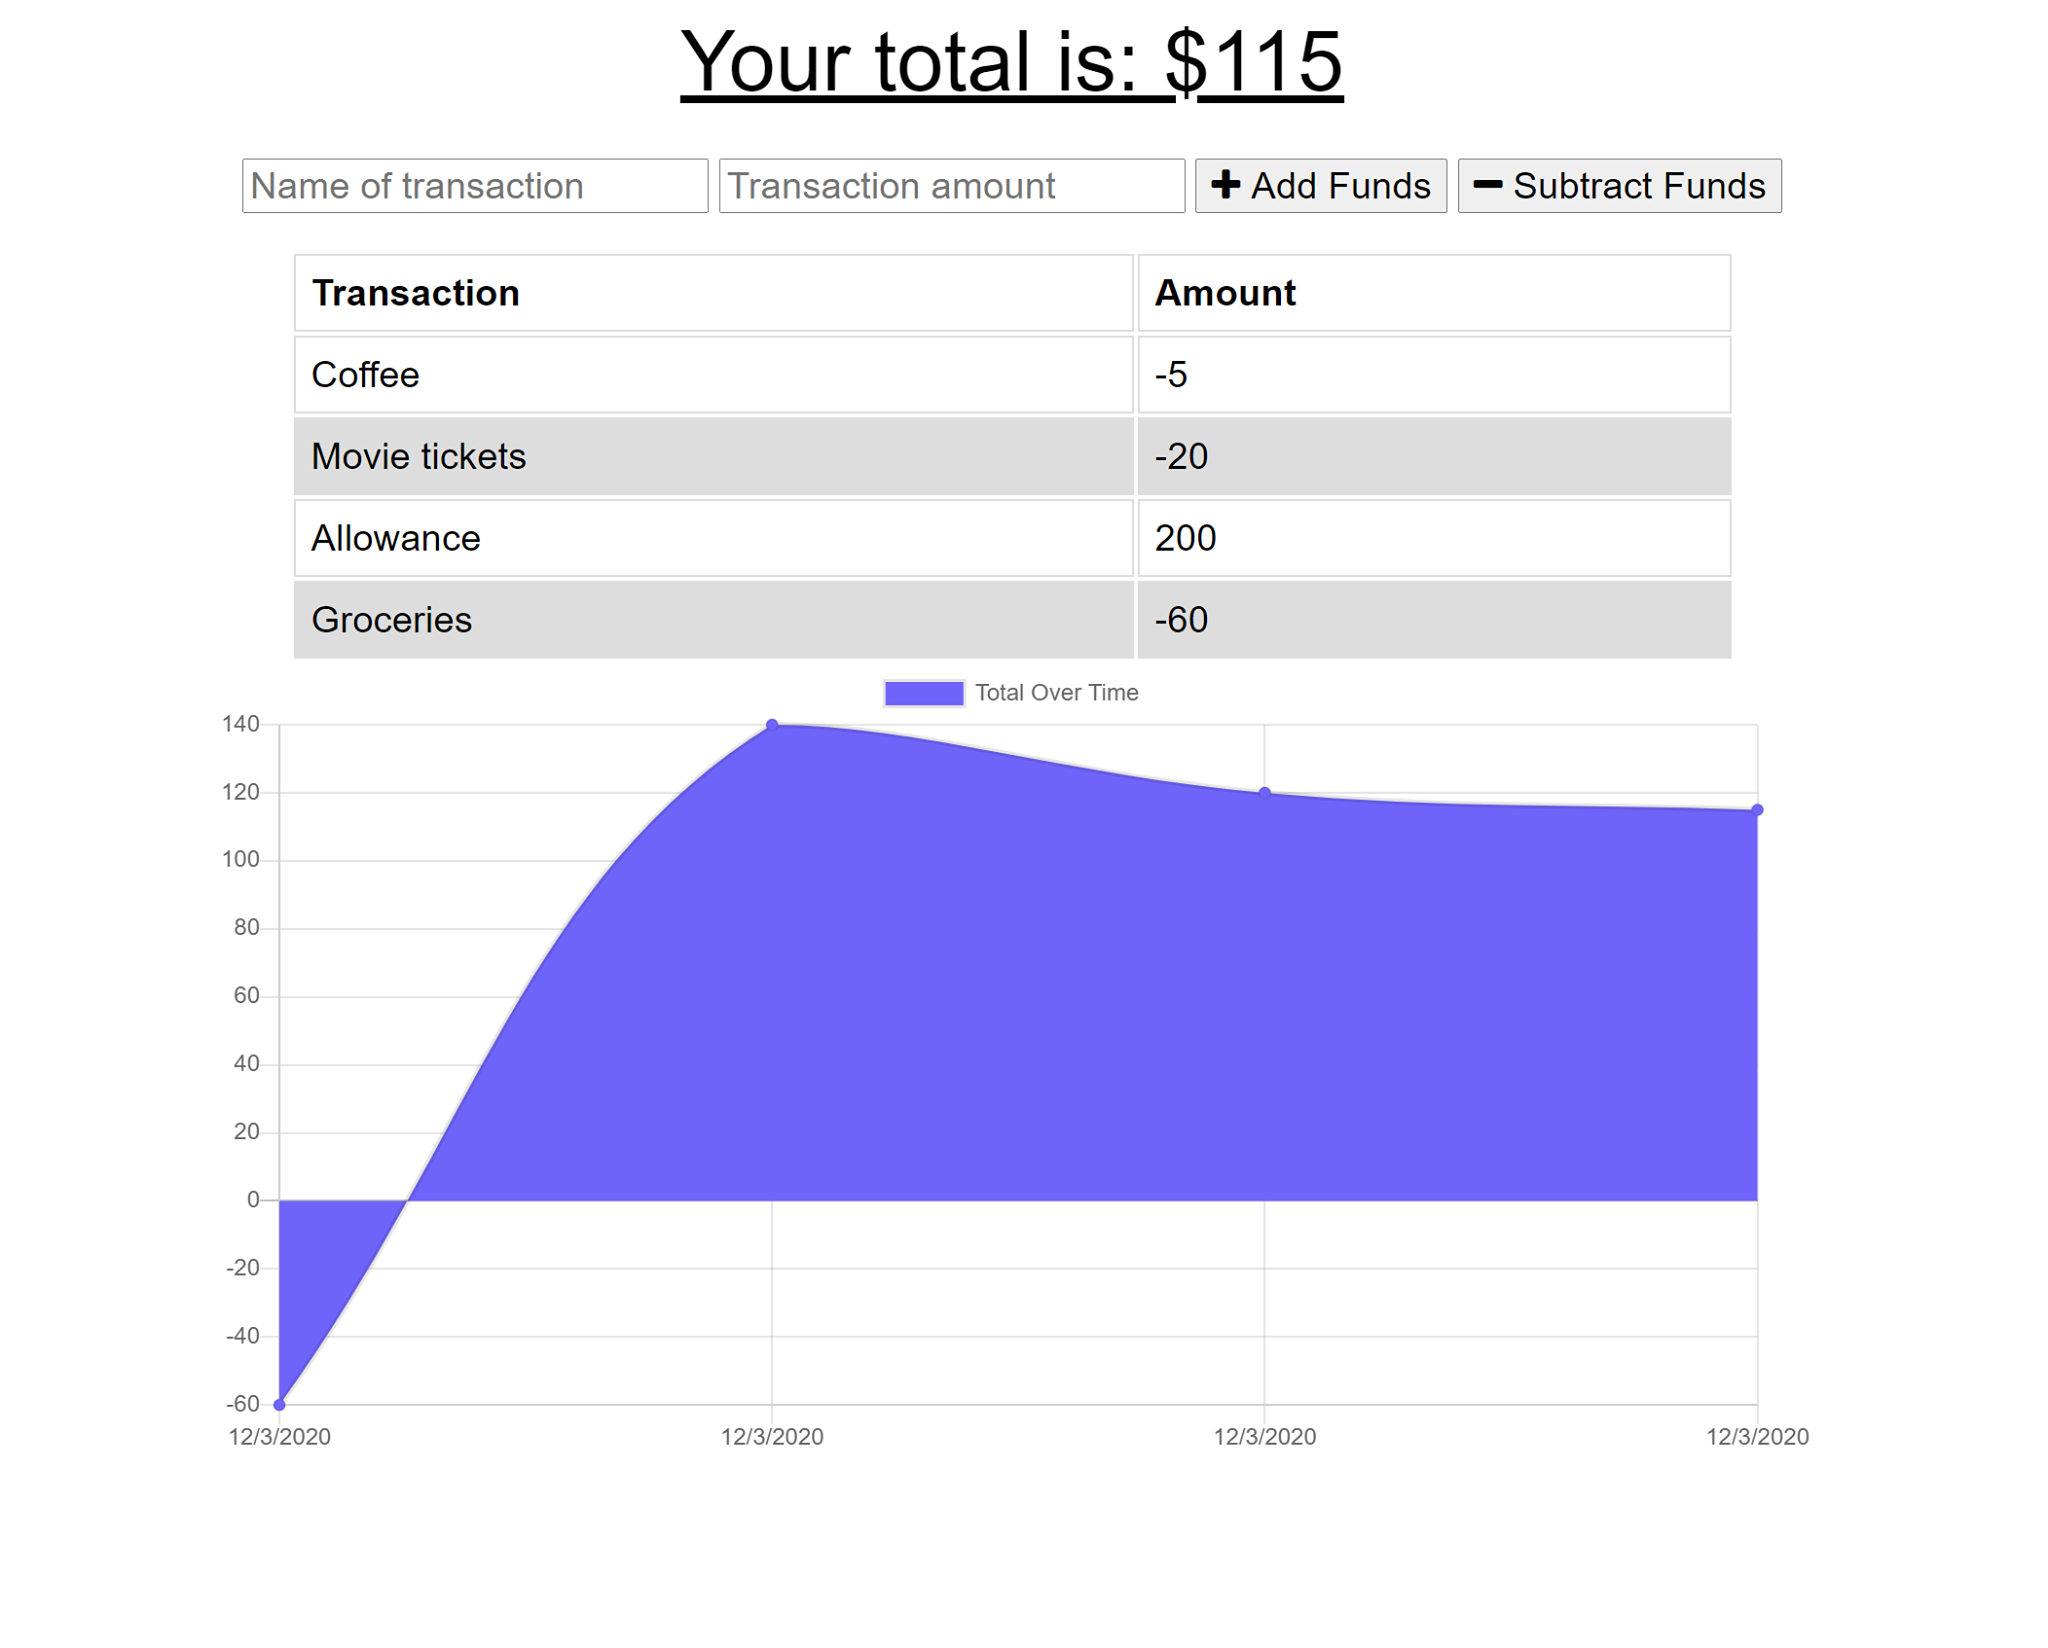 Your total is: $115
Name of transaction Transaction amount Add Funds Subtract Funds
Transaction Amount
Coffee -5
Movie tickets -20
Allowance 200
Groceries -60
Total Over Time
140
120
100
80
60
40
20
0
-20
-40
-60
12/3/2020 12/3/2020 12/3/2020 12/3/2020